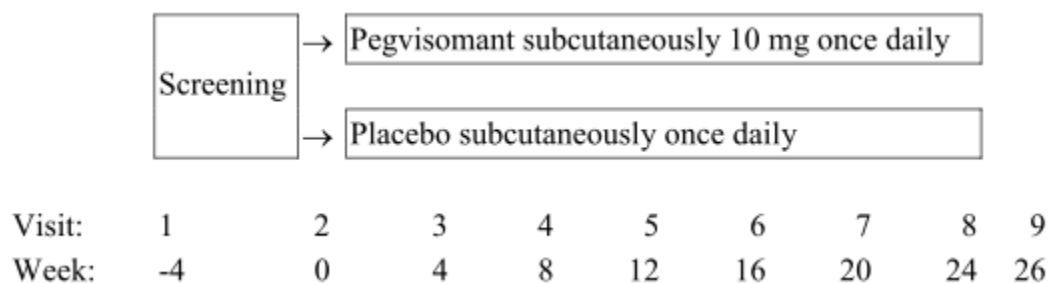 → Pegvisomant subcutaneously 10 mg once daily
Screening
→ Placebo subcutaneously once daily
Visit: 1 2 3 4 5 6 7 8 9
Week: -4 0 4 8 12 16 20 24 26